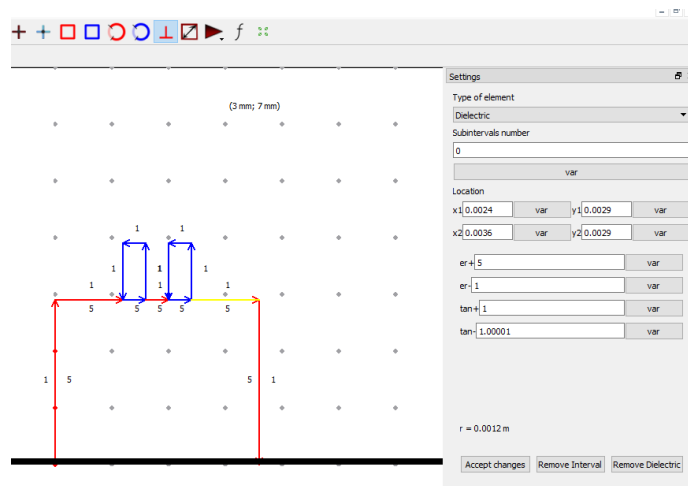 f
Settings
Type of element
(3 mm; 7 mm)
Dielectric
Subintervals number
0
var
Location
x1 0.0024 var y1 0.0029 var
x2 0.0036 var y2 0.0029 var
1 1
er+ 5 var
1 1 1
er- 1 var
1 1 1
5 5 5 5 5
tan+ 1 var
tan- 1.00001 var
1 5 5 1
r = 0.0012 m
Accept changes Remove Interval Remove Dielectric